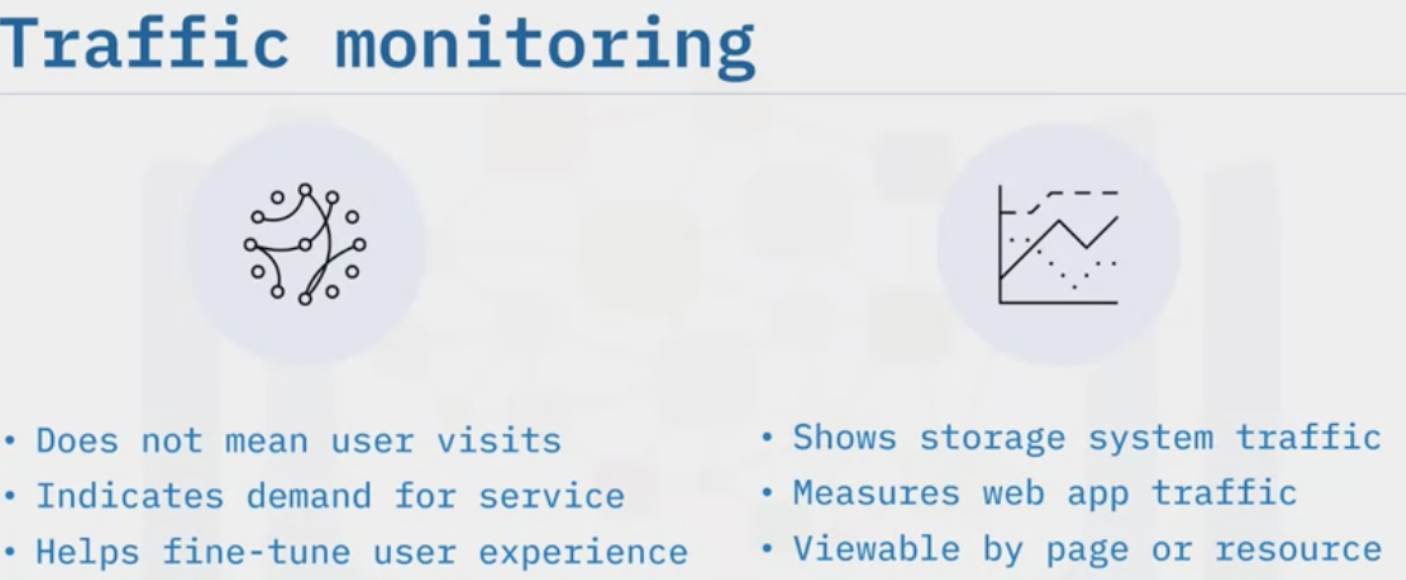 Traffic monitoring
• Does not mean user visits
• Indicates demand for service
• Helps fine-tune user experience
• Shows storage system traffic
• Measures web app traffic
• Viewable by page or resource